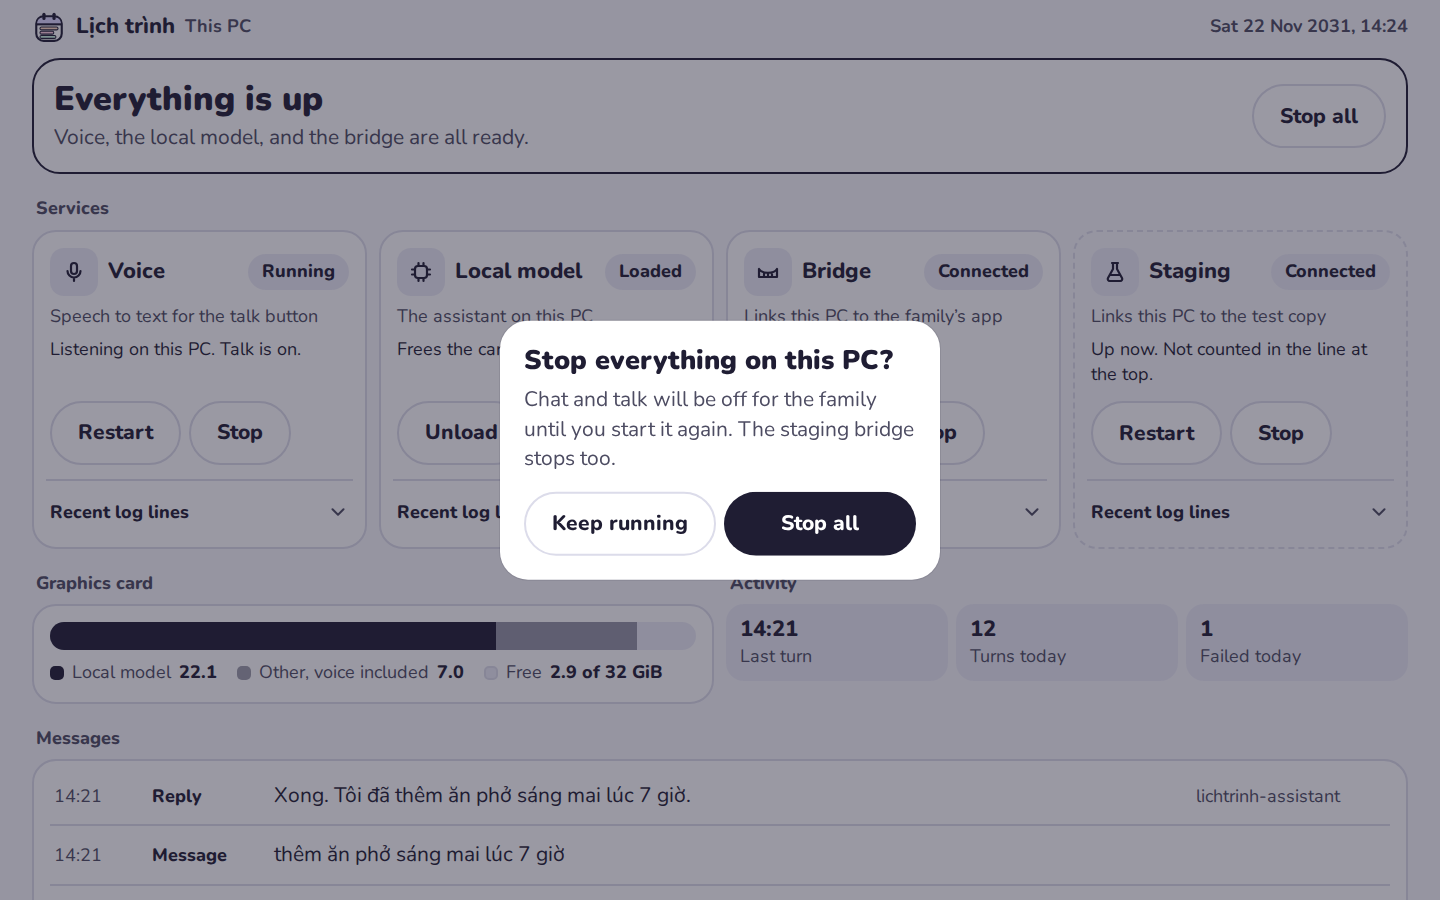 Lịch trình This PC
Sat 22 Nov 2031, 14:24
Everything is up
Voice, the local model, and the bridge are all ready.
Stop all
Services
Voice
Running
Speech to text for the talk button
Listening on this PC. Talk is on.
Restart
Stop
Recent log lines
Local model
Loaded
The assistant on this PC
Frees the
Unload
Recent log
Bridge
Connected
Links this PC to the family's app
Staging
Connected
Links this PC to the test copy
Up now. Not counted in the line at
the top.
Restart
Stop
Recent log lines
Stop everything on this PC?
Chat and talk will be off for the family
until you start it again. The staging bridge
stops too.
Keep running
Stop all
Graphics card
Local model 22.1
Other, voice included 7.0
Free 2.9 of 32 GiB
Activity
14:21
Last turn
12
Turns today
1
Failed today
Messages
14:21 Reply Xong. Tôi đã thêm ăn phở sáng mai lúc 7 giờ. lichtrinh-assistant
14:21 Message thêm ăn phở sáng mai lúc 7 giờ